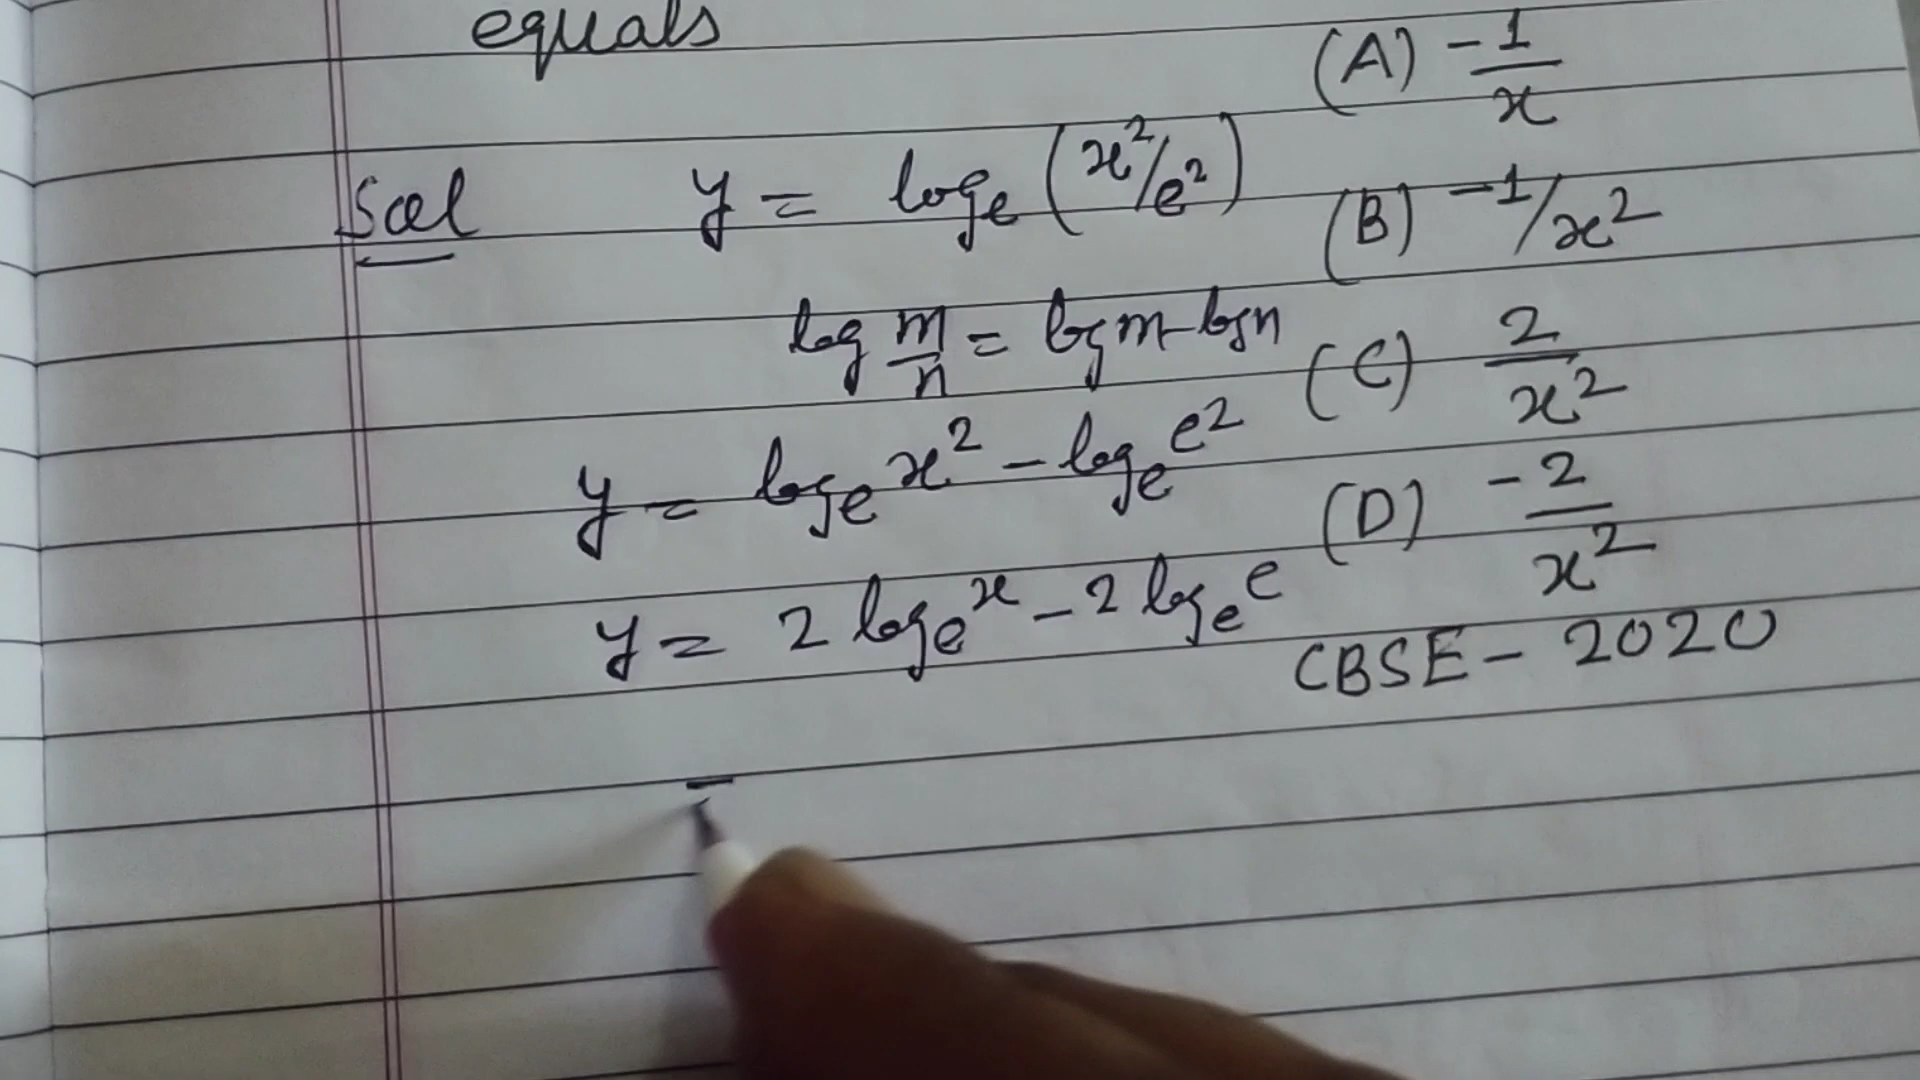 equals
(A) -1/x
Sol y = logₑ (x²/e²)
(B) -1/x²
log m/n = log m - log n
(C) 2/x²
y = logₑ x² - logₑ e²
(D) -2/x²
y = 2 logₑ x - 2 logₑ e
CBSE - 2020